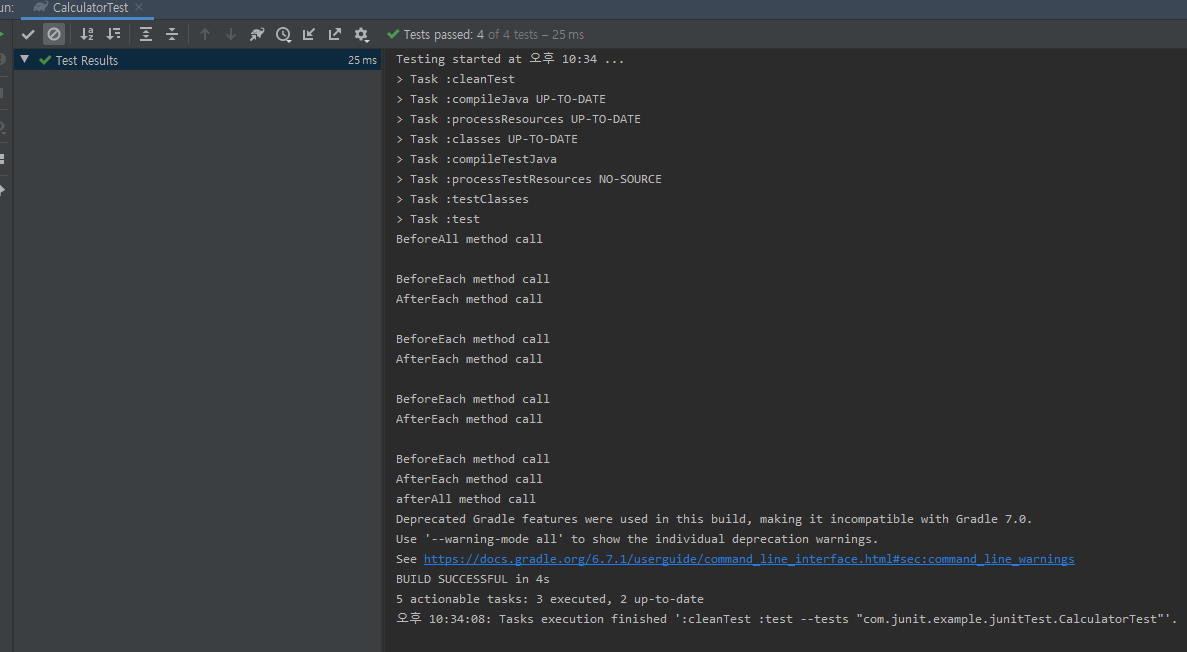 un:
CalculatorTest
Tests passed: 4 of 4 tests – 25 ms
Test Results
25 ms
Testing started at 오후 10:34 ...
> Task :cleanTest
> Task :compileJava UP-TO-DATE
> Task :processResources UP-TO-DATE
> Task :classes UP-TO-DATE
> Task :compileTestJava
> Task :processTestResources NO-SOURCE
> Task :testClasses
> Task :test
BeforeAll method call
BeforeEach method call
AfterEach method call
BeforeEach method call
AfterEach method call
BeforeEach method call
AfterEach method call
BeforeEach method call
AfterEach method call
afterAll method call
Deprecated Gradle features were used in this build, making it incompatible with Gradle 7.0.
Use '--warning-mode all' to show the individual deprecation warnings.
See https://docs.gradle.org/6.7.1/userguide/command_line_interface.html#sec:command_line_warnings
BUILD SUCCESSFUL in 4s
5 actionable tasks: 3 executed, 2 up-to-date
오후 10:34:08: Tasks execution finished ':cleanTest :test --tests "com.junit.example.junitTest.CalculatorTest"'.